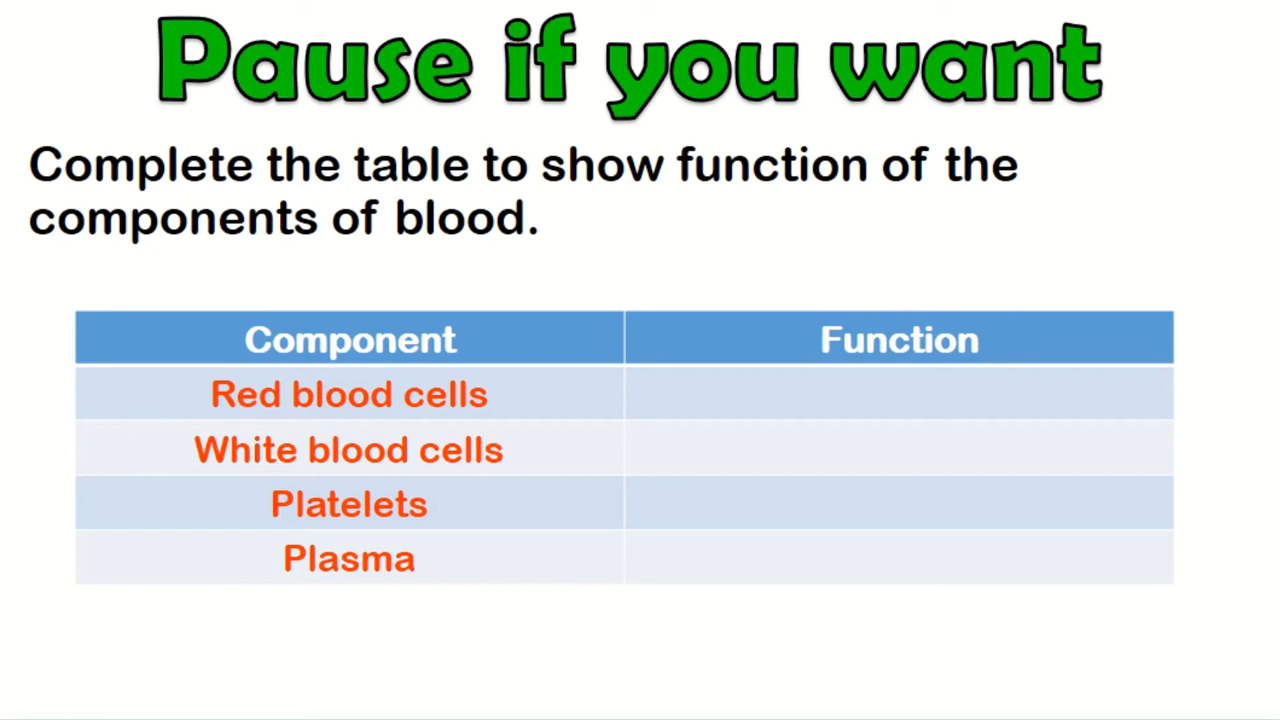 Pause if you want
Complete the table to show function of the
components of blood.
Component Function
Red blood cells
White blood cells
Platelets
Plasma